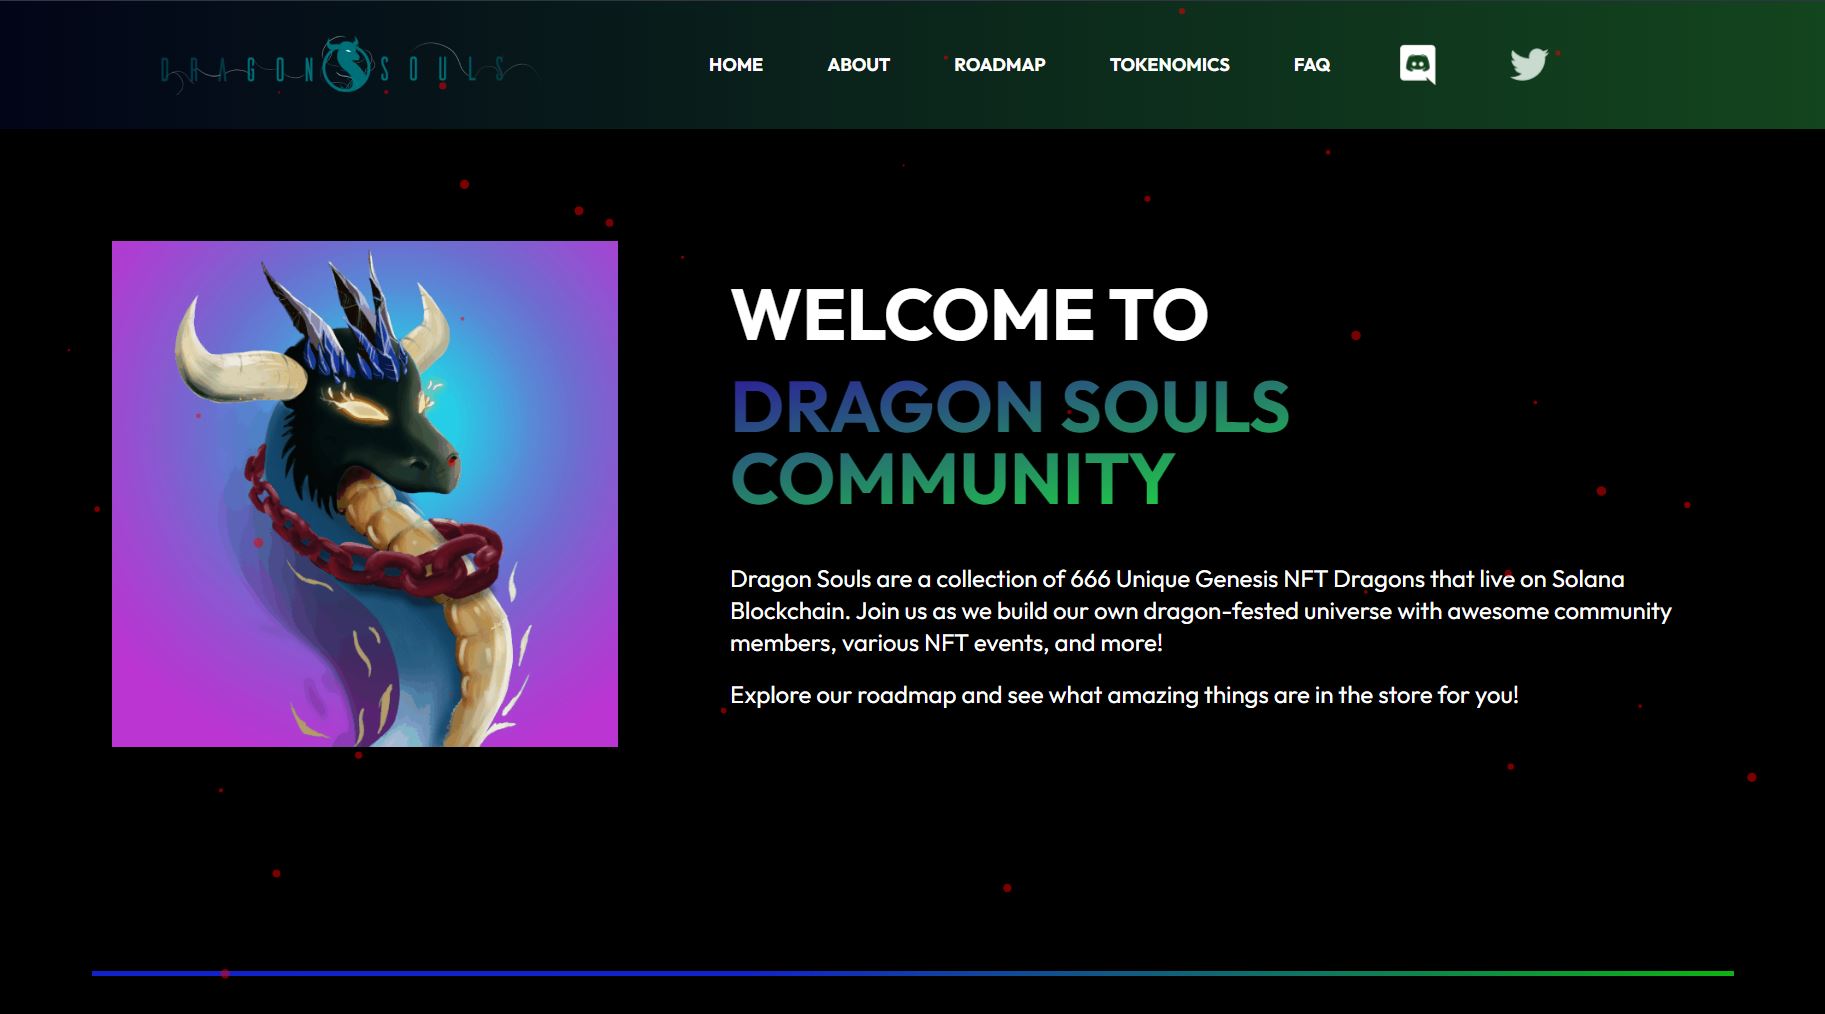 DRAGON SOULS
HOME ABOUT ROADMAP TOKENOMICS FAQ
WELCOME TO
DRAGON SOULS
COMMUNITY
Dragon Souls are a collection of 666 Unique Genesis NFT Dragons that live on Solana
Blockchain. Join us as we build our own dragon-fested universe with awesome community
members, various NFT events, and more!
Explore our roadmap and see what amazing things are in the store for you!